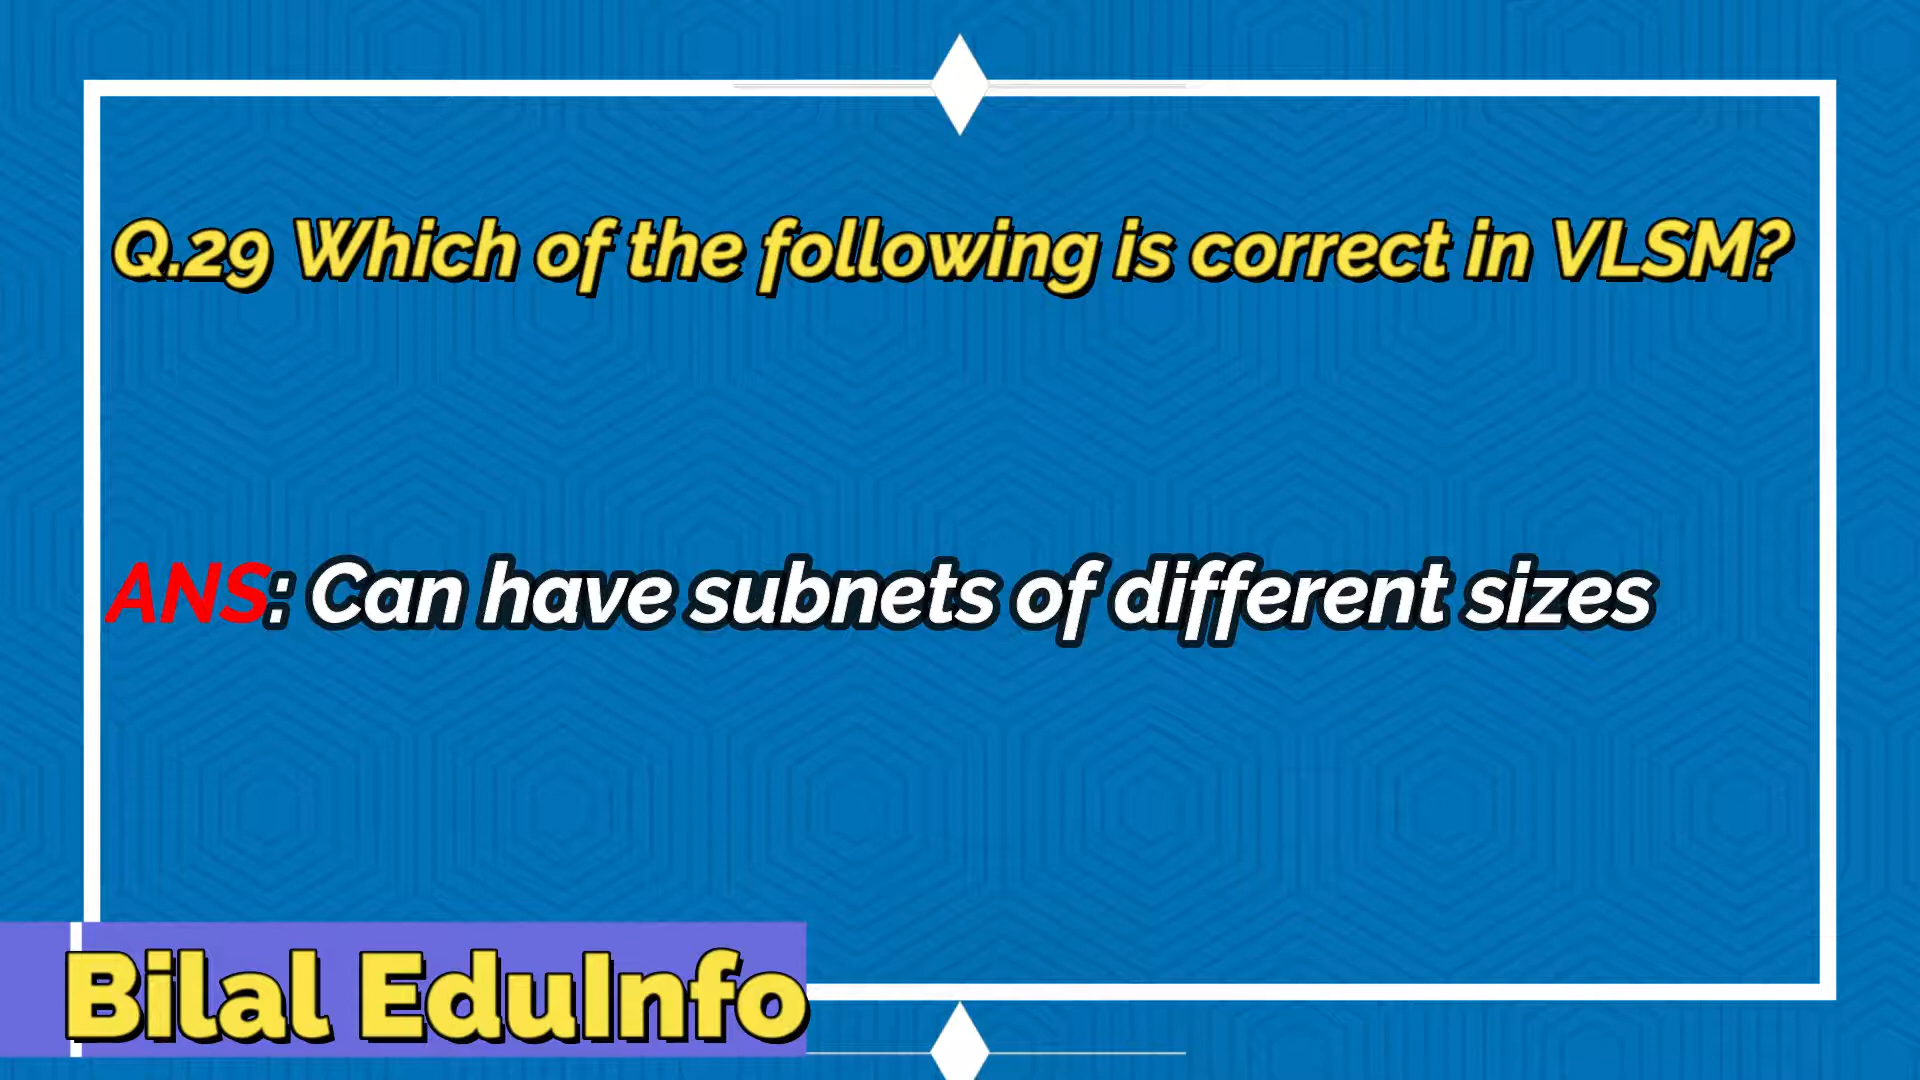 Q.29 Which of the following is correct in VLSM?
ANS: Can have subnets of different sizes
Bilal EduInfo